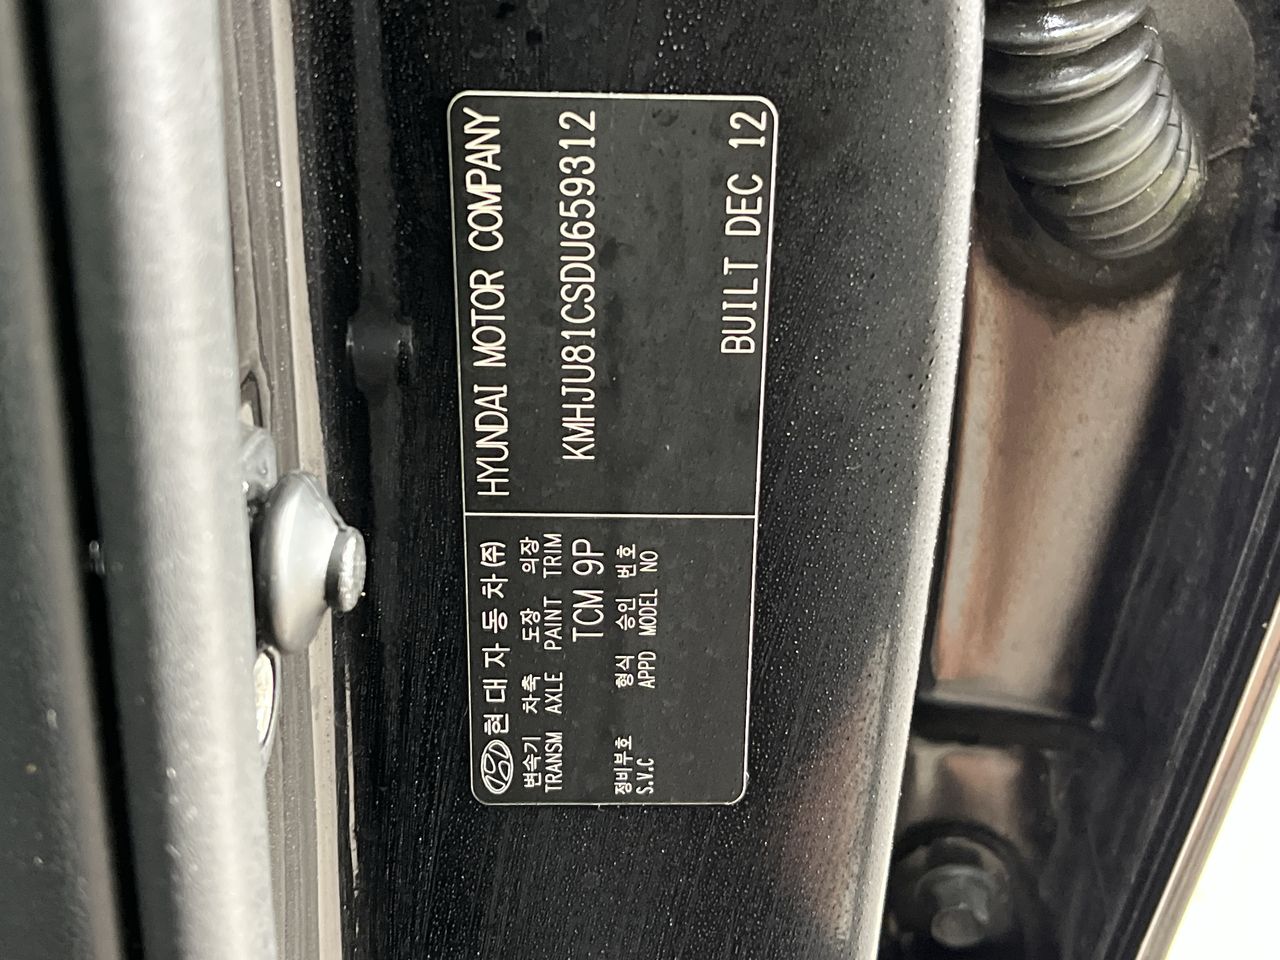 현대자동차(주)
변속기 차축 도장 의장
TRANSM AXLE PAINT TRIM
TCM 9P
정비부호 형식 승인 번호
S.V.C APPD MODEL NO
HYUNDAI MOTOR COMPANY
KMHJU81CSDU659312
BUILT DEC 12